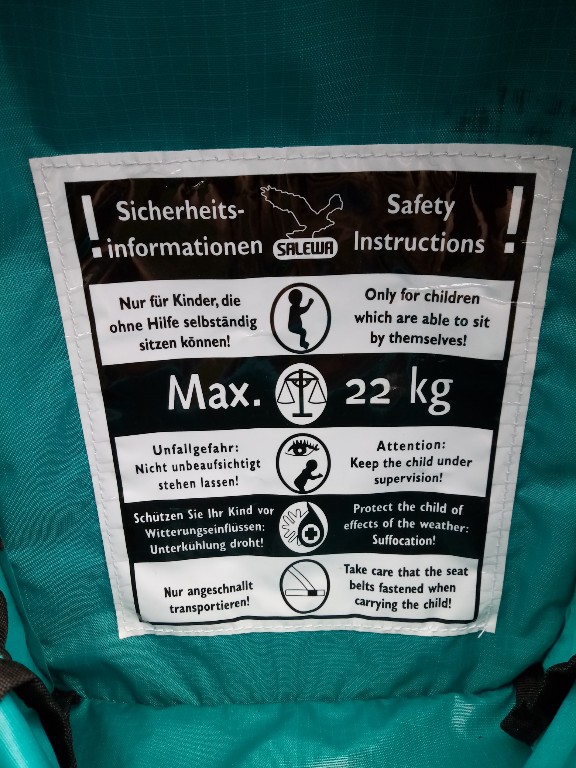 ! Sicherheits-
informationen
SALEWA
Safety
Instructions !
Nur für Kinder, die
ohne Hilfe selbständig
sitzen können!
Only for children
which are able to sit
by themselves!
Max. 22 kg
Unfallgefahr:
Nicht unbeaufsichtigt
stehen lassen!
Attention:
Keep the child under
supervision!
Schützen Sie Ihr Kind vor
Witterungseinflüssen:
Unterkühlung droht!
Protect the child of
effects of the weather:
Suffocation!
Nur angeschnallt
transportieren!
Take care that the seat
belts fastened when
carrying the child!